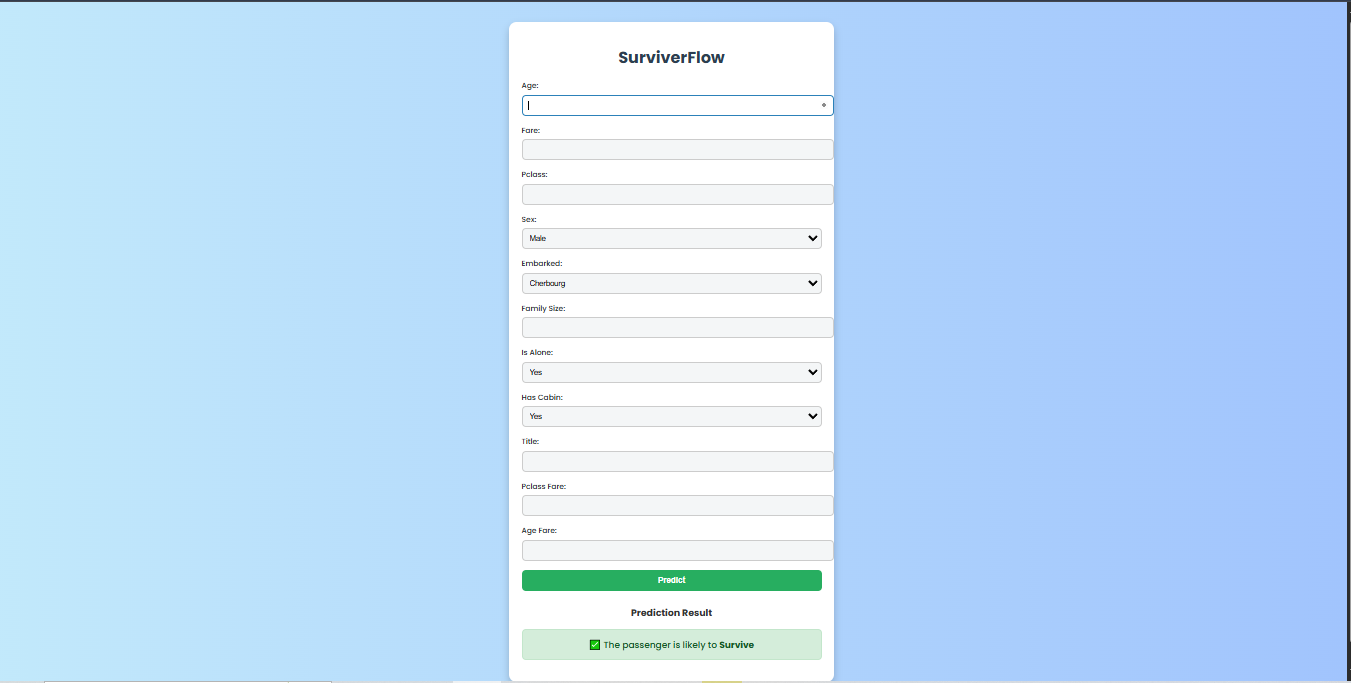 SurviverFlow
Age:
Fare:
Pclass:
Sex:
Male
Embarked:
Cherbourg
Family Size:
Is Alone:
Yes
Has Cabin:
Yes
Title:
Pclass Fare:
Age Fare:
Predict
Prediction Result
✅ The passenger is likely to Survive